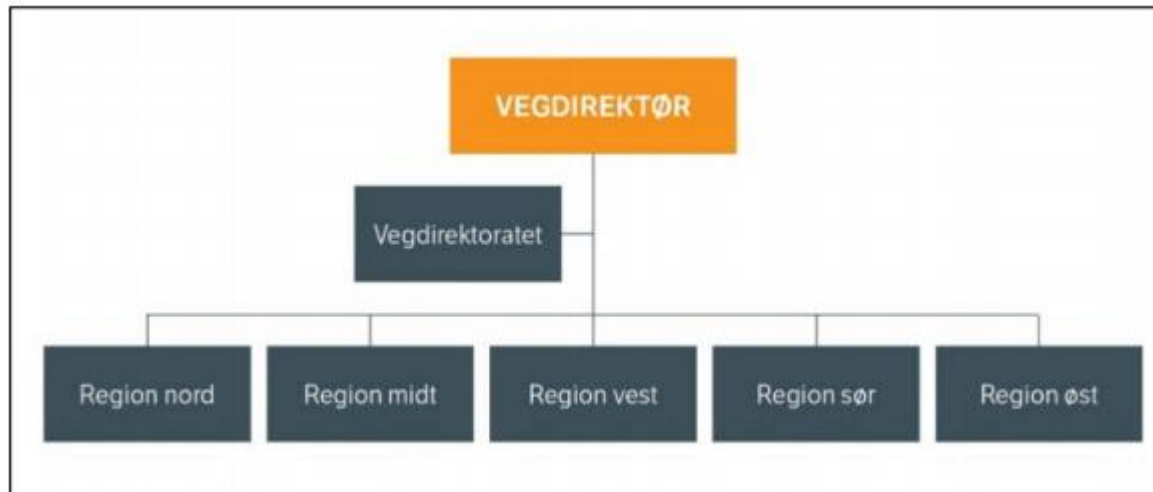 VEGDIREKTØR
Vegdirektoratet
Region nord
Region midt
Region vest
Region sør
Region øst